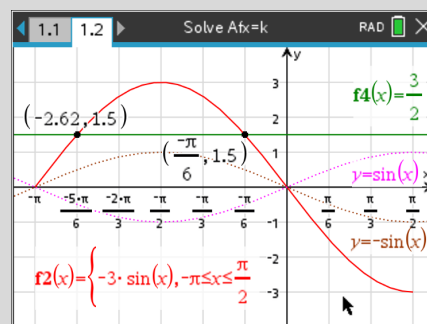 1.1 1.2 Solve Afx=k RAD
y
3
f4(x)=3/2
2
(-2.62,1.5)
(-π/6,1.5)
1
y=sin(x) x
-π -5·π/6 -2·π/3 -π/2 -π/3 -π/6 π/6 π/3 π/2
-1
y=-sin(x)
-2
f2(x)={-3·sin(x),-π≤x≤π/2
-3